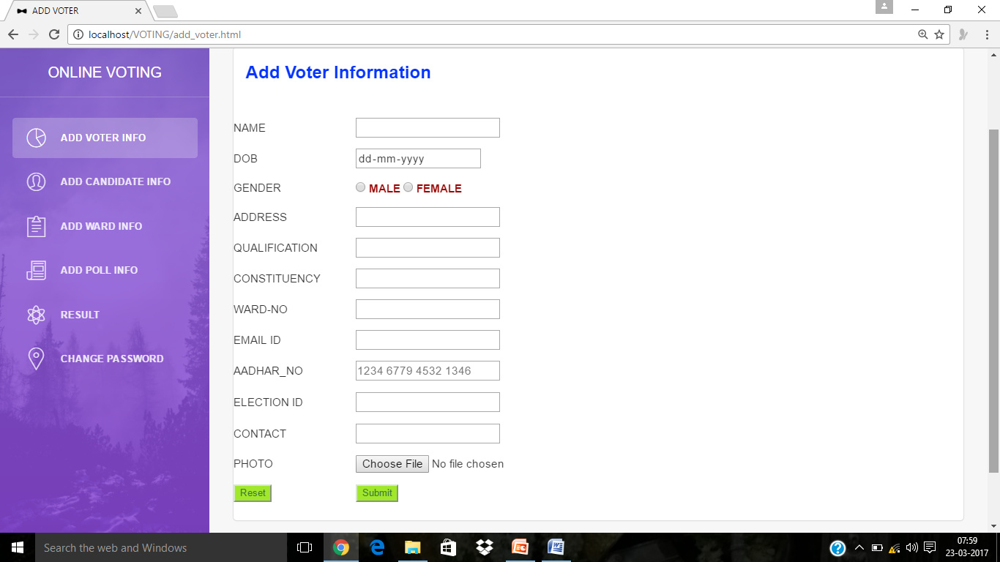 ADD VOTER
localhost/VOTING/add_voter.html
ONLINE VOTING
ADD VOTER INFO
ADD CANDIDATE INFO
ADD WARD INFO
ADD POLL INFO
RESULT
CHANGE PASSWORD
Add Voter Information
NAME
DOB dd-mm-yyyy
GENDER MALE FEMALE
ADDRESS
QUALIFICATION
CONSTITUENCY
WARD-NO
EMAIL ID
AADHAR_NO 1234 6779 4532 1346
ELECTION ID
CONTACT
PHOTO Choose File No file chosen
Reset Submit
Search the web and Windows
07:59
23-03-2017